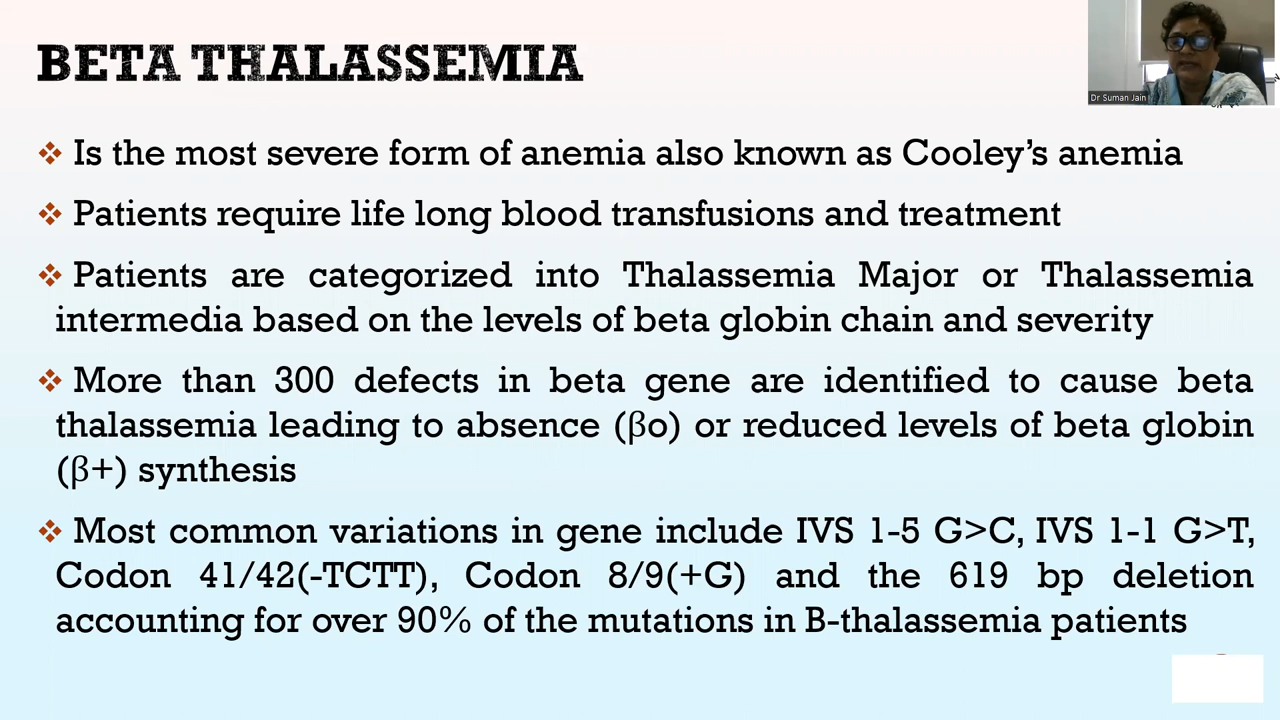 BETA THALASSEMIA
Dr Suman Jain
❖ Is the most severe form of anemia also known as Cooley’s anemia
❖ Patients require life long blood transfusions and treatment
❖ Patients are categorized into Thalassemia Major or Thalassemia
intermedia based on the levels of beta globin chain and severity
❖ More than 300 defects in beta gene are identified to cause beta
thalassemia leading to absence (βo) or reduced levels of beta globin
(β+) synthesis
❖ Most common variations in gene include IVS 1-5 G>C, IVS 1-1 G>T,
Codon 41/42(-TCTT), Codon 8/9(+G) and the 619 bp deletion
accounting for over 90% of the mutations in B-thalassemia patients